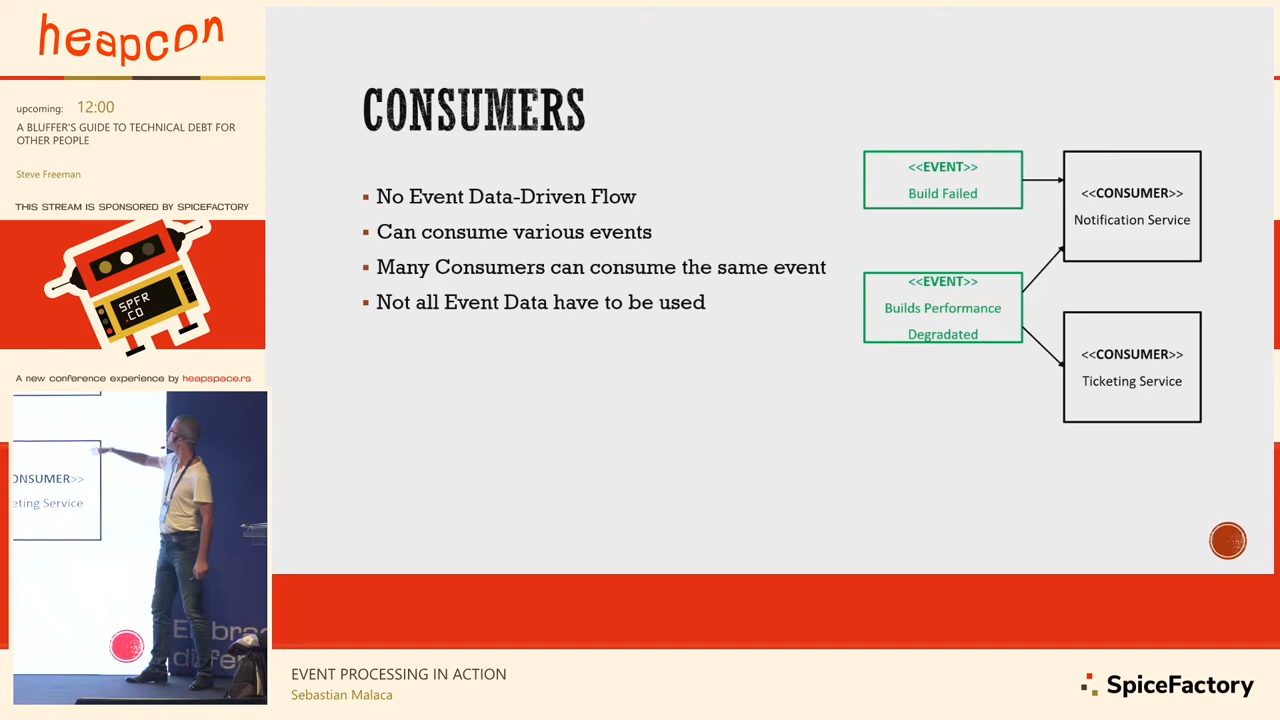 heapcon
upcoming: 12:00
A BLUFFER'S GUIDE TO TECHNICAL DEBT FOR
OTHER PEOPLE
Steve Freeman
THIS STREAM IS SPONSORED BY SPICEFACTORY
SPFR
.CO
A new conference experience by heapspace.rs
CONSUMERS
No Event Data-Driven Flow
Can consume various events
Many Consumers can consume the same event
Not all Event Data have to be used
<<EVENT>>
Build Failed
<<CONSUMER>>
Notification Service
<<EVENT>>
Builds Performance
Degradated
<<CONSUMER>>
Ticketing Service
ONSUMER>>
eting Service
EVENT PROCESSING IN ACTION
Sebastian Malaca
SpiceFactory